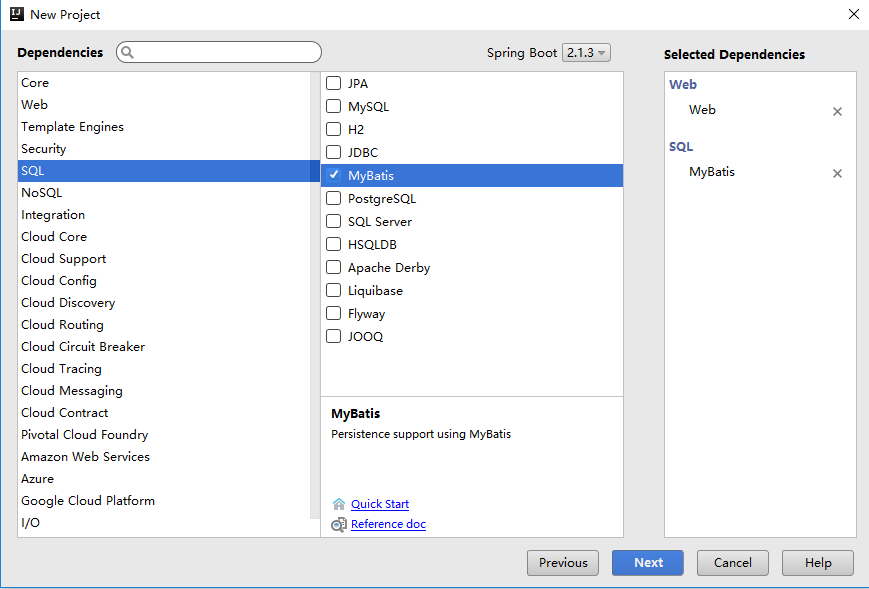 New Project
Dependencies
Spring Boot 2.1.3
Selected Dependencies
Core
Web
Template Engines
Security
SQL
NoSQL
Integration
Cloud Core
Cloud Support
Cloud Config
Cloud Discovery
Cloud Routing
Cloud Circuit Breaker
Cloud Tracing
Cloud Messaging
Cloud Contract
Pivotal Cloud Foundry
Amazon Web Services
Azure
Google Cloud Platform
I/O
JPA
MySQL
H2
JDBC
MyBatis
PostgreSQL
SQL Server
HSQLDB
Apache Derby
Liquibase
Flyway
JOOQ
MyBatis
Persistence support using MyBatis
Quick Start
Reference doc
Web
Web
SQL
MyBatis
Previous
Next
Cancel
Help